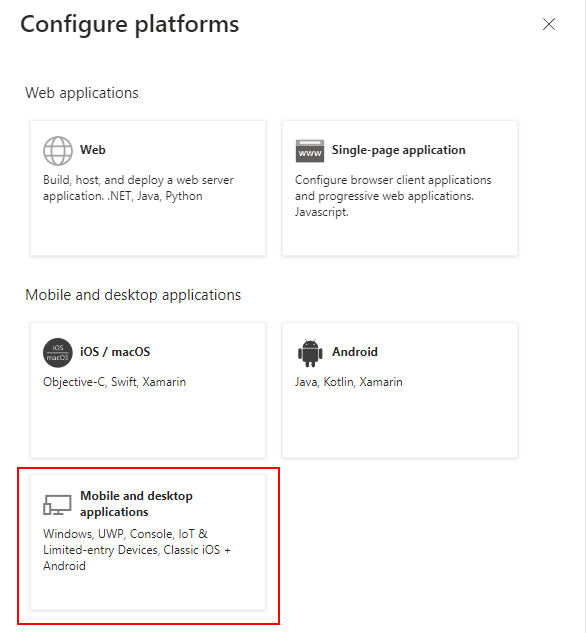 Configure platforms
Web applications
Web
Build, host, and deploy a web server
application. .NET, Java, Python
www
Single-page application
Configure browser client applications
and progressive web applications.
Javascript.
Mobile and desktop applications
iOS
macOS
iOS / macOS
Objective-C, Swift, Xamarin
Android
Java, Kotlin, Xamarin
Mobile and desktop
applications
Windows, UWP, Console, IoT &
Limited-entry Devices, Classic iOS +
Android